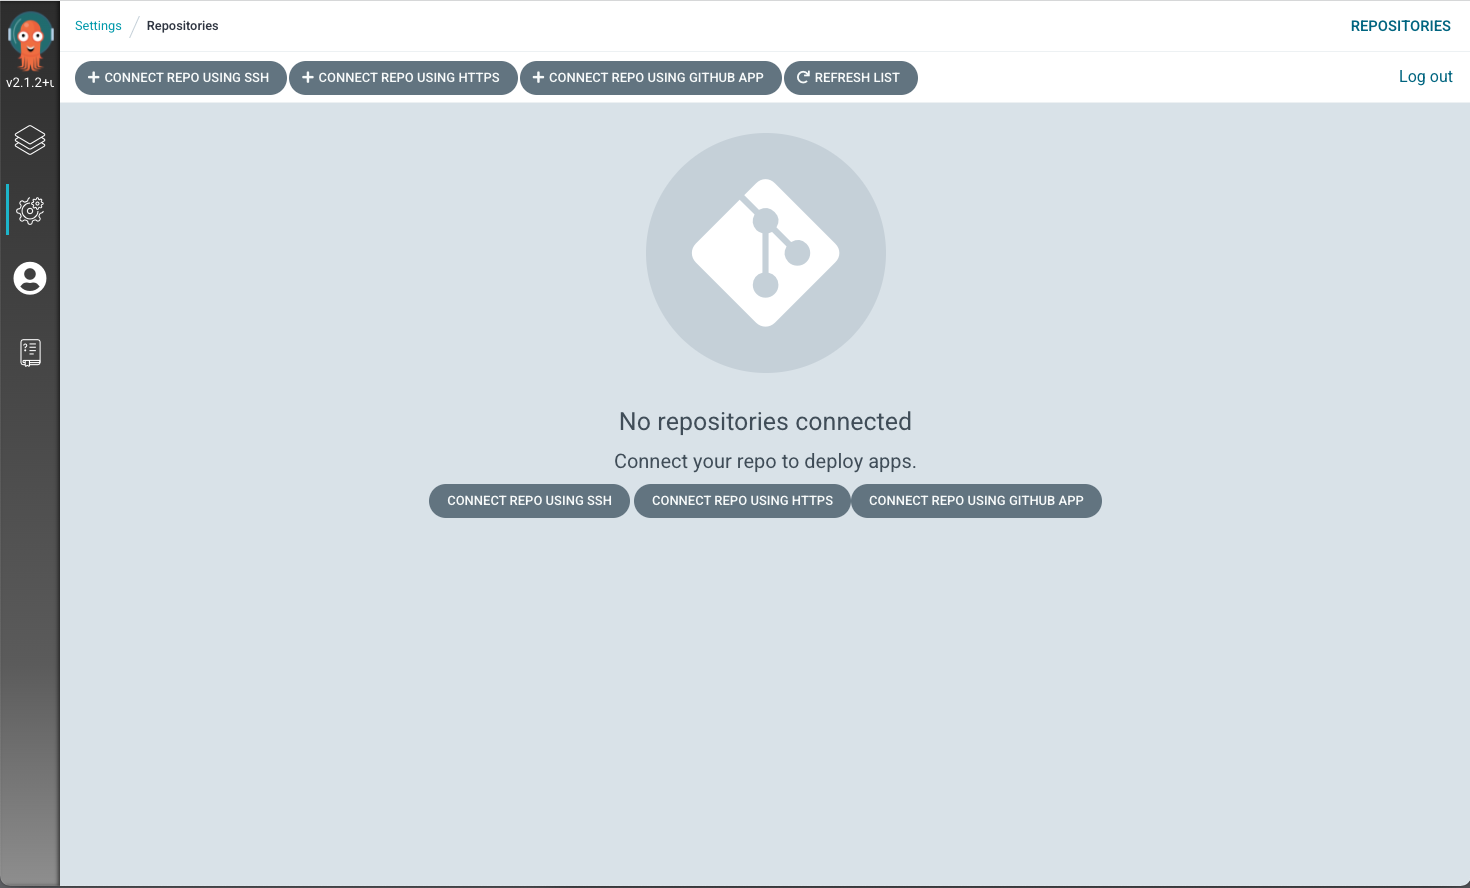 Settings / Repositories
REPOSITORIES
v2.1.2+u
CONNECT REPO USING SSH
CONNECT REPO USING HTTPS
CONNECT REPO USING GITHUB APP
REFRESH LIST
Log out
No repositories connected
Connect your repo to deploy apps.
CONNECT REPO USING SSH
CONNECT REPO USING HTTPS
CONNECT REPO USING GITHUB APP